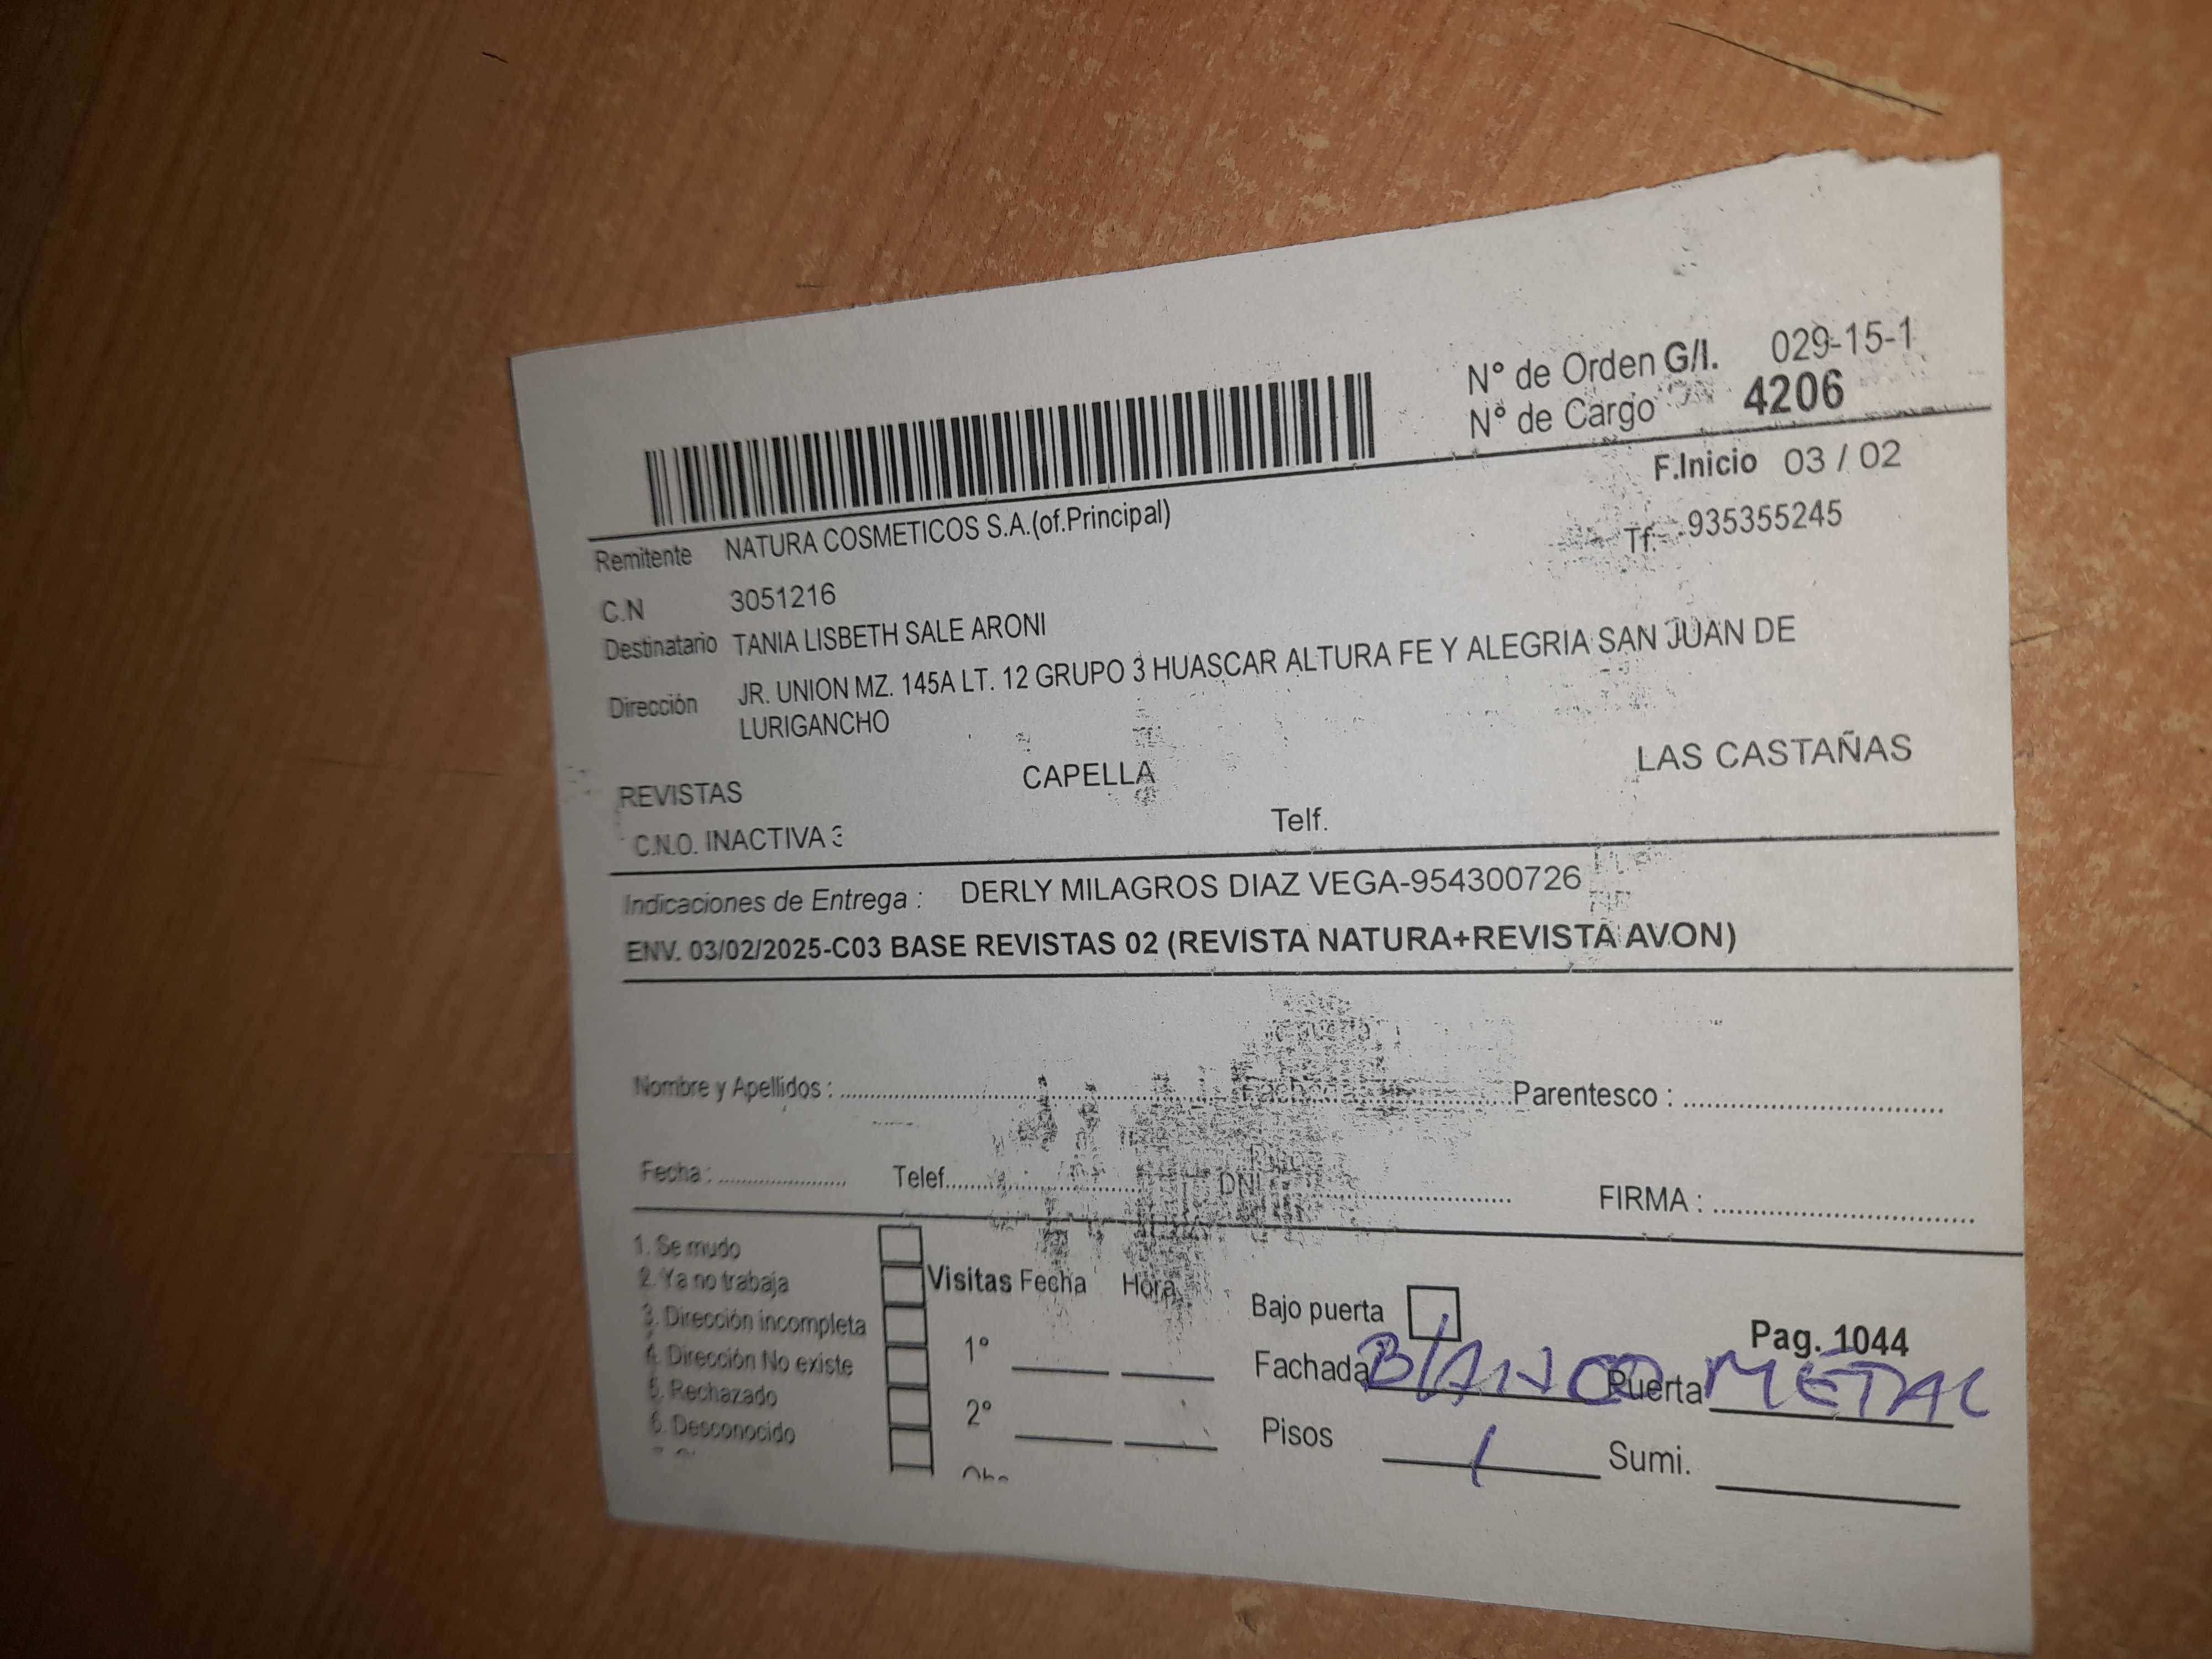 N° de Orden G/I. 029-15-1
N° de Cargo 4206
F.Inicio 03 / 02
Remitente NATURA COSMETICOS S.A.(of.Principal)
Tf. 935355245
C.N 3051216
Destinatario TANIA LISBETH SALE ARONI
Dirección JR. UNION MZ. 145A LT. 12 GRUPO 3 HUASCAR ALTURA FE Y ALEGRIA SAN JUAN DE
LURIGANCHO
REVISTAS CAPELLA LAS CASTAÑAS
C.N.O. INACTIVA 3 Telf.
Indicaciones de Entrega : DERLY MILAGROS DIAZ VEGA-954300726
ENV. 03/02/2025-C03 BASE REVISTAS 02 (REVISTA NATURA+REVISTA AVON)
Nombre y Apellidos : Parentesco :
Fecha : Telef. DNI FIRMA :
1. Se mudo
2. Ya no trabaja
3. Dirección incompleta
4. Dirección No existe
5. Rechazado
6. Desconocido
Visitas Fecha Hora
1°
2°
Bajo puerta
Pag. 1044
Fachada BLANCO Puerta METAL
Pisos 1 Sumi.